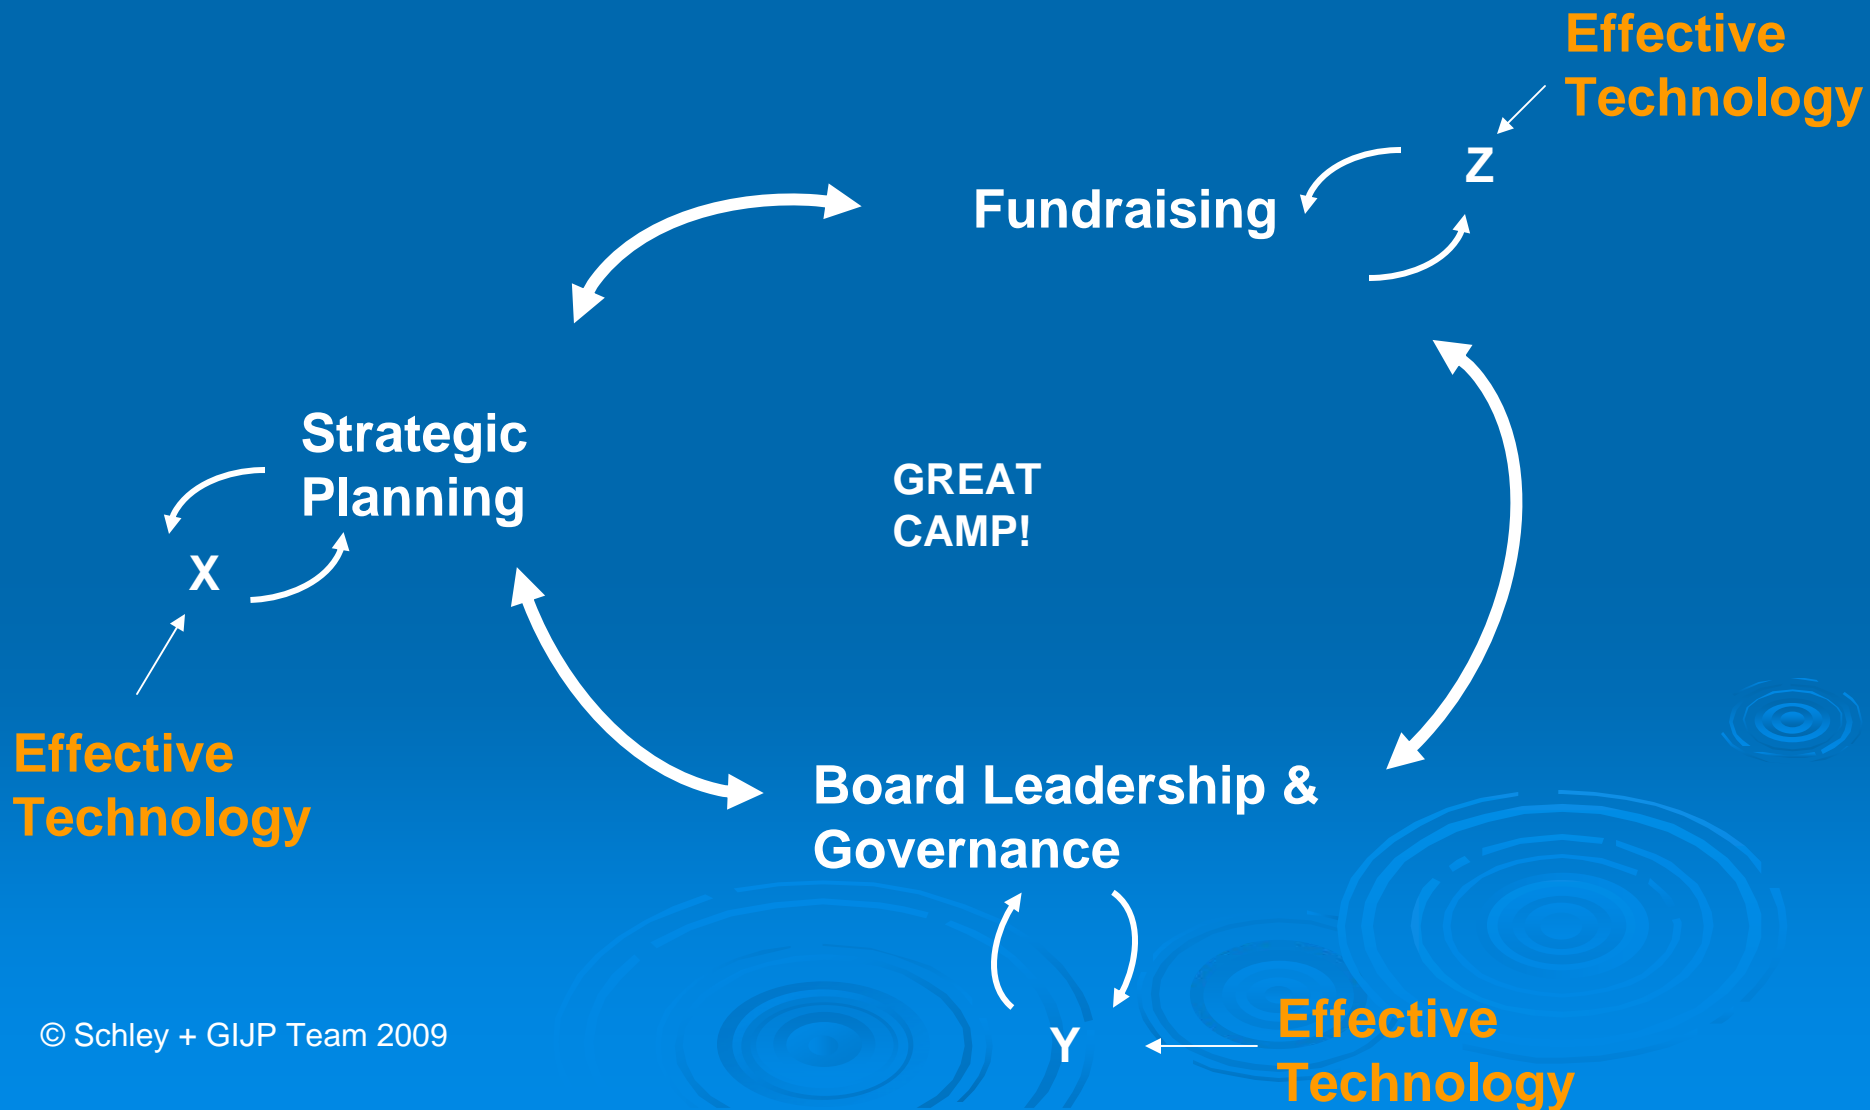 Effective
Technology
Z
Fundraising
Strategic
Planning
GREAT
CAMP!
X
Effective
Technology
Board Leadership &
Governance
© Schley + GIJP Team 2009
Y
Effective
Technology